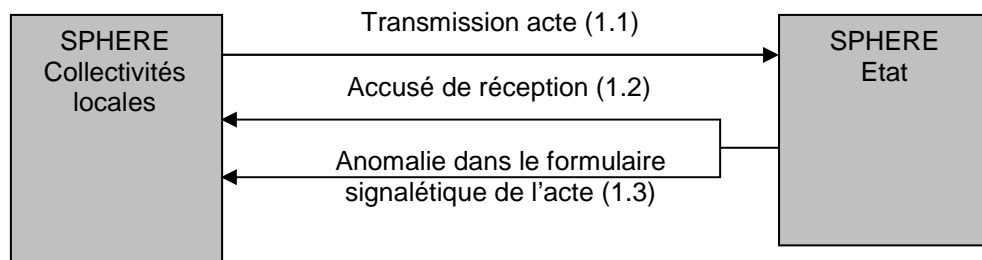 SPHERE
Collectivités
locales
Transmission acte (1.1)
Accusé de réception (1.2)
Anomalie dans le formulaire
signalétique de l’acte (1.3)
SPHERE
Etat